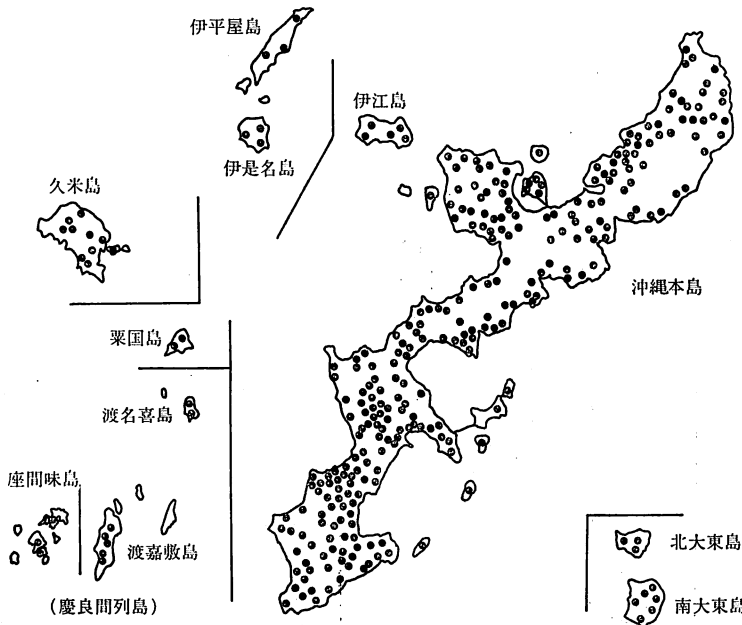 伊平屋島
伊江島
伊是名島
久米島
沖縄本島
粟国島
渡名喜島
座間味島
渡嘉敷島
北大東島
(慶良間列島)
南大東島